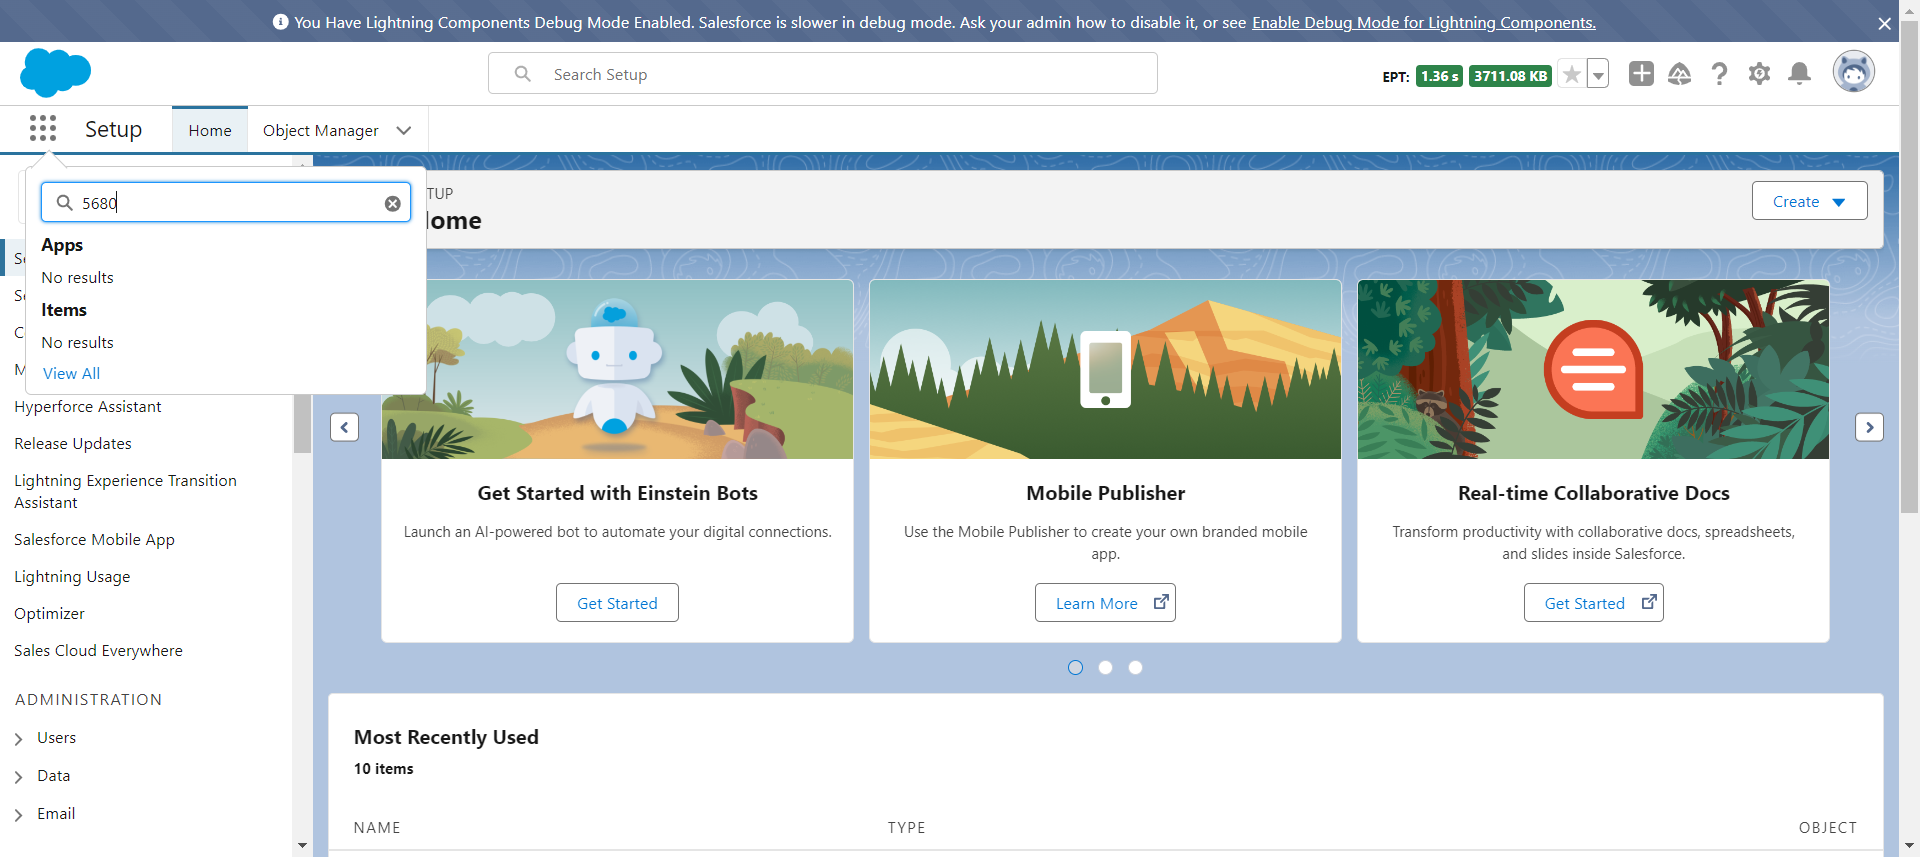 You Have Lightning Components Debug Mode Enabled. Salesforce is slower in debug mode. Ask your admin how to disable it, or see Enable Debug Mode for Lightning Components.
Search Setup
EPT: 1.36 s 3711.08 KB
Setup
Home
Object Manager
5680
Apps
No results
Items
No results
View All
Hyperforce Assistant
Release Updates
Lightning Experience Transition
Assistant
Salesforce Mobile App
Lightning Usage
Optimizer
Sales Cloud Everywhere
ADMINISTRATION
Users
Data
Email
TUP
ome
Create
Get Started with Einstein Bots
Launch an AI-powered bot to automate your digital connections.
Get Started
Mobile Publisher
Use the Mobile Publisher to create your own branded mobile
app.
Learn More
Real-time Collaborative Docs
Transform productivity with collaborative docs, spreadsheets,
and slides inside Salesforce.
Get Started
Most Recently Used
10 items
NAME
TYPE
OBJECT